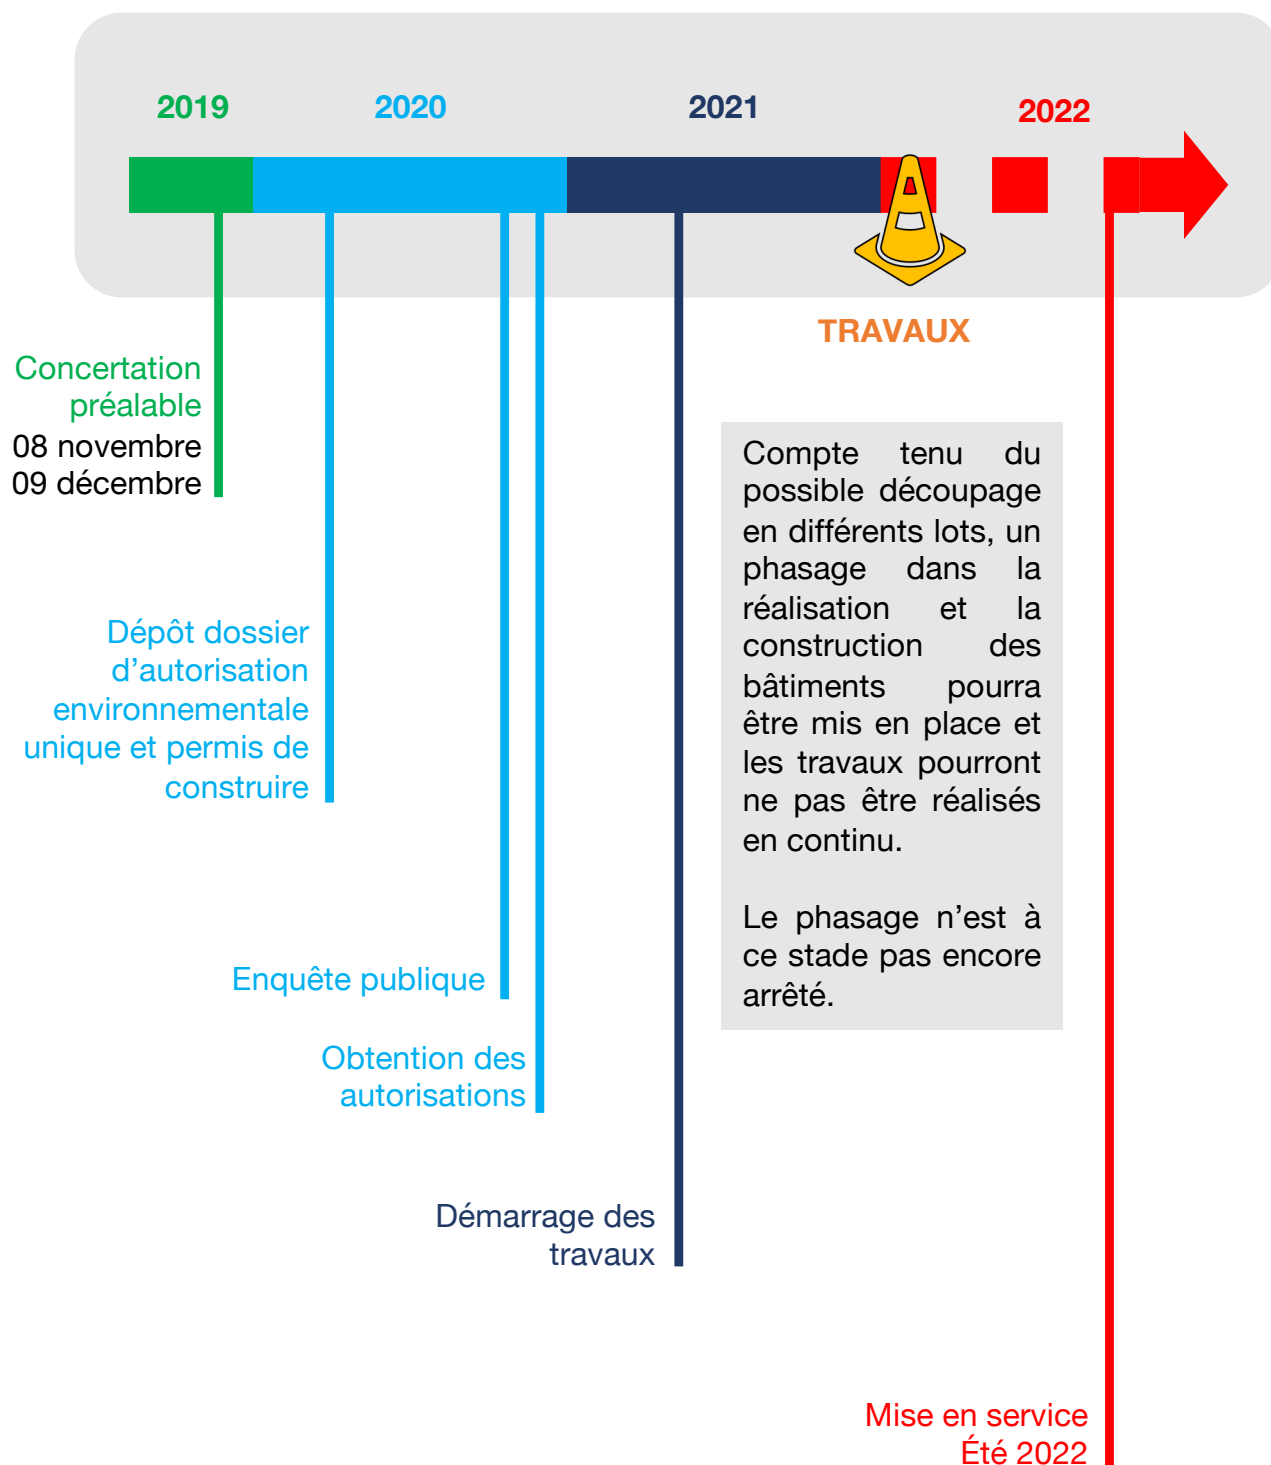 2019
2020
2021
2022
TRAVAUX
Concertation
préalable
08 novembre
09 décembre
Compte tenu du
possible découpage
en différents lots, un
phasage dans la
réalisation et la
construction des
bâtiments pourra
être mis en place et
les travaux pourront
ne pas être réalisés
en continu.
Le phasage n’est à
ce stade pas encore
arrêté.
Dépôt dossier
d’autorisation
environnementale
unique et permis de
construire
Enquête publique
Obtention des
autorisations
Démarrage des
travaux
Mise en service
Été 2022